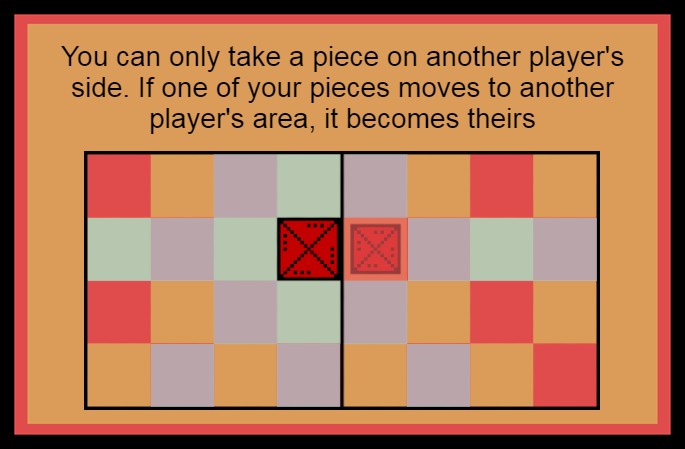 You can only take a piece on another player's
side. If one of your pieces moves to another
player's area, it becomes theirs